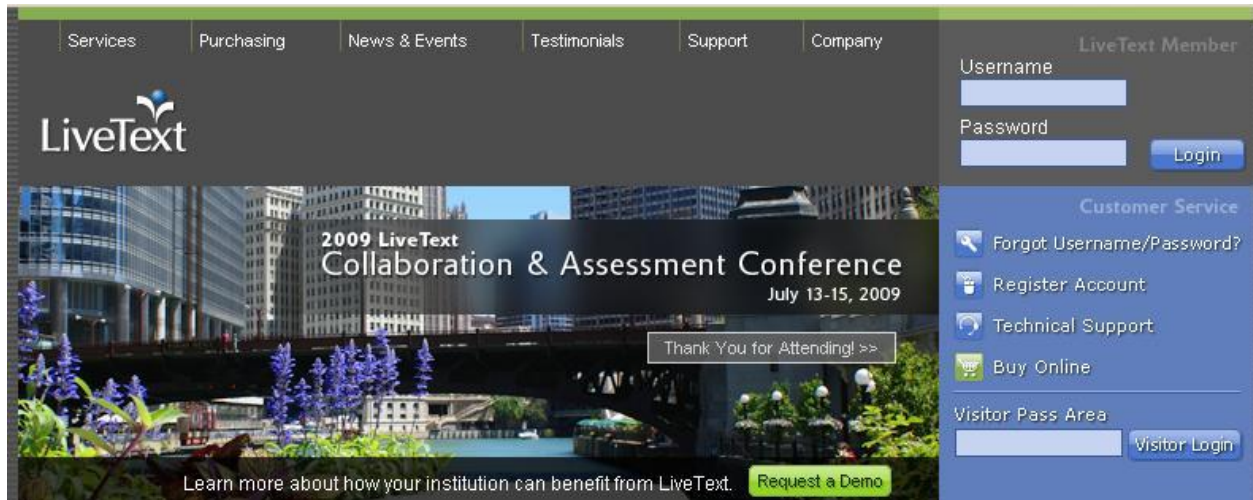 Services Purchasing News & Events Testimonials Support Company
LiveText
2009 LiveText
Collaboration & Assessment Conference
July 13-15, 2009
Thank You for Attending! >>
Learn more about how your institution can benefit from LiveText. Request a Demo
LiveText Member
Username
Password
Login
Customer Service
Forgot Username/Password?
Register Account
Technical Support
Buy Online
Visitor Pass Area
Visitor Login